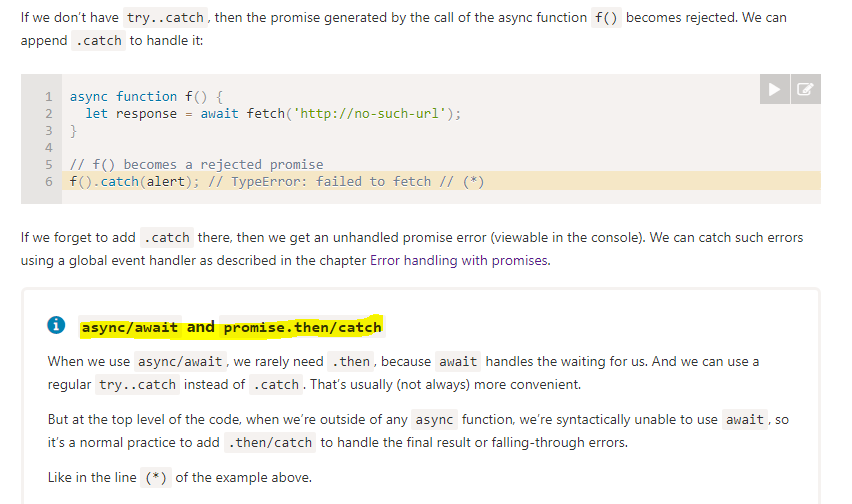 If we don't have try..catch, then the promise generated by the call of the async function f() becomes rejected. We can
append .catch to handle it:
1 async function f() {
2   let response = await fetch('http://no-such-url');
3 }
4
5 // f() becomes a rejected promise
6 f().catch(alert); // TypeError: failed to fetch // (*)
If we forget to add .catch there, then we get an unhandled promise error (viewable in the console). We can catch such errors
using a global event handler as described in the chapter Error handling with promises.
async/await and promise.then/catch
When we use async/await, we rarely need .then, because await handles the waiting for us. And we can use a
regular try..catch instead of .catch. That's usually (not always) more convenient.
But at the top level of the code, when we're outside of any async function, we're syntactically unable to use await, so
it's a normal practice to add .then/catch to handle the final result or falling-through errors.
Like in the line (*) of the example above.